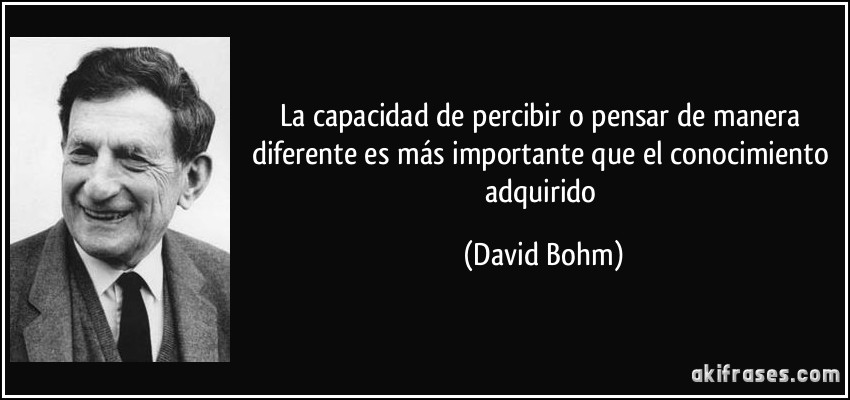 La capacidad de percibir o pensar de manera
diferente es más importante que el conocimiento
adquirido
(David Bohm)
akifrases.com